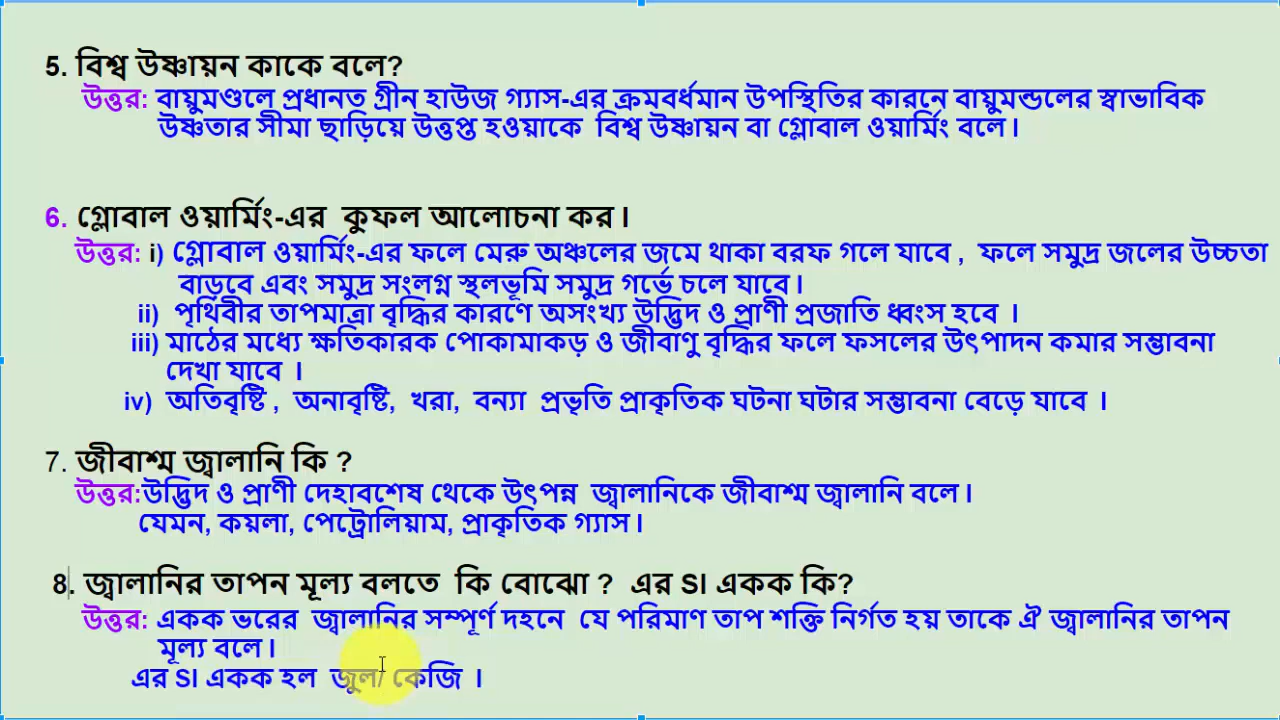 5. বিশ্ব উষ্ণায়ন কাকে বলে?
উত্তর: বায়ুমণ্ডলে প্রধানত গ্রীন হাউজ গ্যাস-এর ক্রমবর্ধমান উপস্থিতির কারনে বায়ুমন্ডলের স্বাভাবিক
উষ্ণতার সীমা ছাড়িয়ে উত্তপ্ত হওয়াকে বিশ্ব উষ্ণায়ন বা গ্লোবাল ওয়ার্মিং বলে।
6. গ্লোবাল ওয়ার্মিং-এর কুফল আলোচনা কর।
উত্তর: i) গ্লোবাল ওয়ার্মিং-এর ফলে মেরু অঞ্চলের জমে থাকা বরফ গলে যাবে , ফলে সমুদ্র জলের উচ্চতা
বাড়বে এবং সমুদ্র সংলগ্ন স্থলভূমি সমুদ্র গর্ভে চলে যাবে।
ii) পৃথিবীর তাপমাত্রা বৃদ্ধির কারণে অসংখ্য উদ্ভিদ ও প্রাণী প্রজাতি ধ্বংস হবে ।
iii) মাঠের মধ্যে ক্ষতিকারক পোকামাকড় ও জীবাণু বৃদ্ধির ফলে ফসলের উৎপাদন কমার সম্ভাবনা
দেখা যাবে ।
iv) অতিবৃষ্টি , অনাবৃষ্টি, খরা, বন্যা প্রভৃতি প্রাকৃতিক ঘটনা ঘটার সম্ভাবনা বেড়ে যাবে ।
7. জীবাশ্ম জ্বালানি কি ?
উত্তর:উদ্ভিদ ও প্রাণী দেহাবশেষ থেকে উৎপন্ন জ্বালানিকে জীবাশ্ম জ্বালানি বলে।
যেমন, কয়লা, পেট্রোলিয়াম, প্রাকৃতিক গ্যাস।
8. জ্বালানির তাপন মূল্য বলতে কি বোঝো ? এর SI একক কি?
উত্তর: একক ভরের জ্বালানির সম্পূর্ণ দহনে যে পরিমাণ তাপ শক্তি নির্গত হয় তাকে ঐ জ্বালানির তাপন
মূল্য বলে।
এর SI একক হল জুল/ কেজি ।